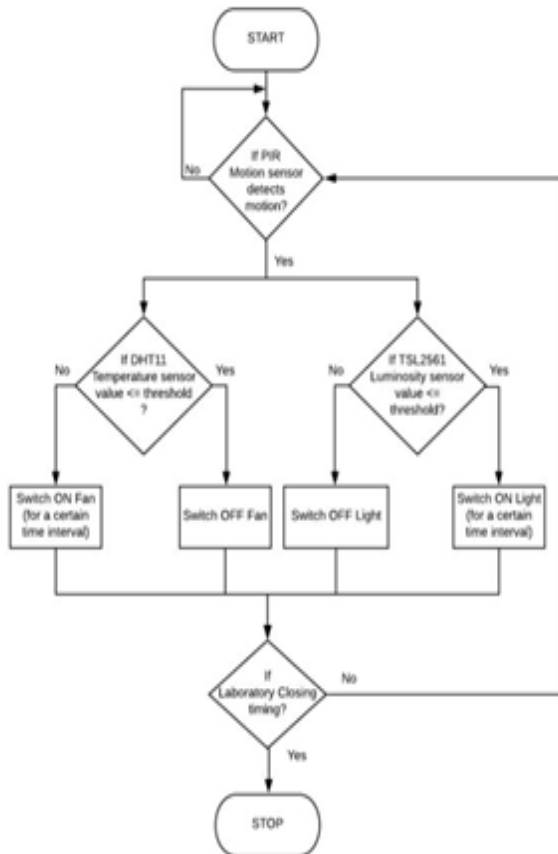 START
If PIR
Motion sensor
detects
motion?
No
Yes
If DHT11
Temperature sensor
value <= threshold
?
No
Yes
If TSL2561
Luminosity sensor
value <=
threshold?
No
Yes
Switch ON Fan
(for a certain
time interval)
Switch OFF Fan
Switch OFF Light
Switch ON Light
(for a certain
time interval)
If
Laboratory Closing
timing?
No
Yes
STOP